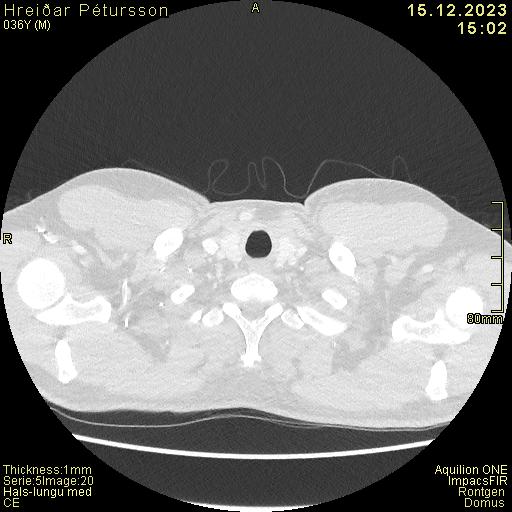 Hreiðar Pétursson
036Y (M)
A
15.12.2023
15:02
R
80mm
Thickness:1mm
Serie:5Image:20
Hals-lungu med
CE
Aquilion ONE
ImpacsFIR
Rontgen
Domus